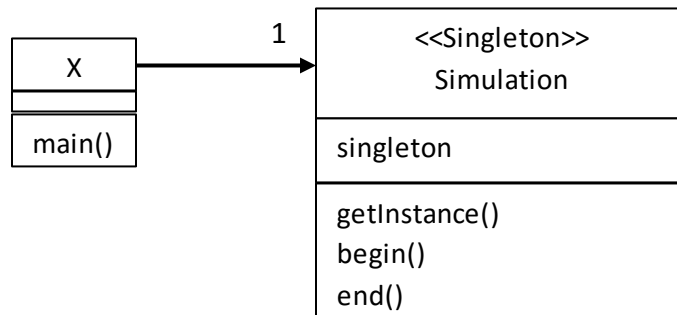 X
main()
1
<<Singleton>>
Simulation
singleton
getInstance()
begin()
end()